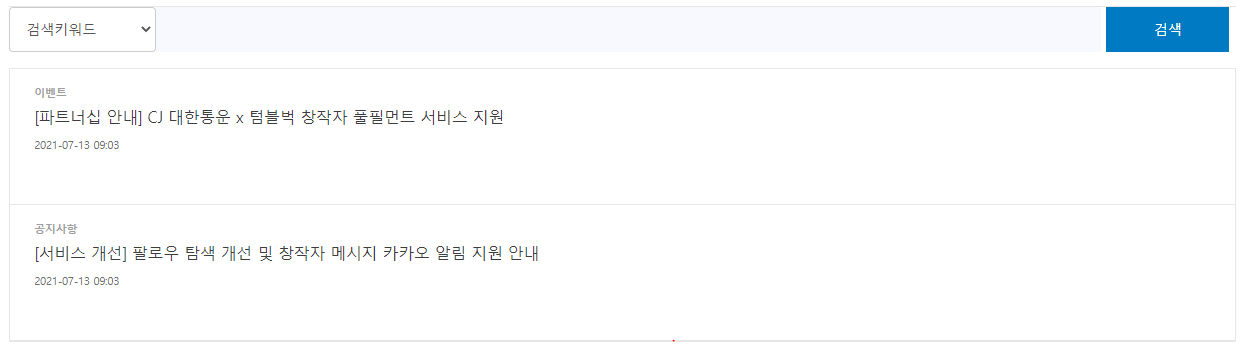 검색키워드
검색
이벤트
[파트너십 안내] CJ 대한통운 x 텀블벅 창작자 풀필먼트 서비스 지원
2021-07-13 09:03
공지사항
[서비스 개선] 팔로우 탐색 개선 및 창작자 메시지 카카오 알림 지원 안내
2021-07-13 09:03